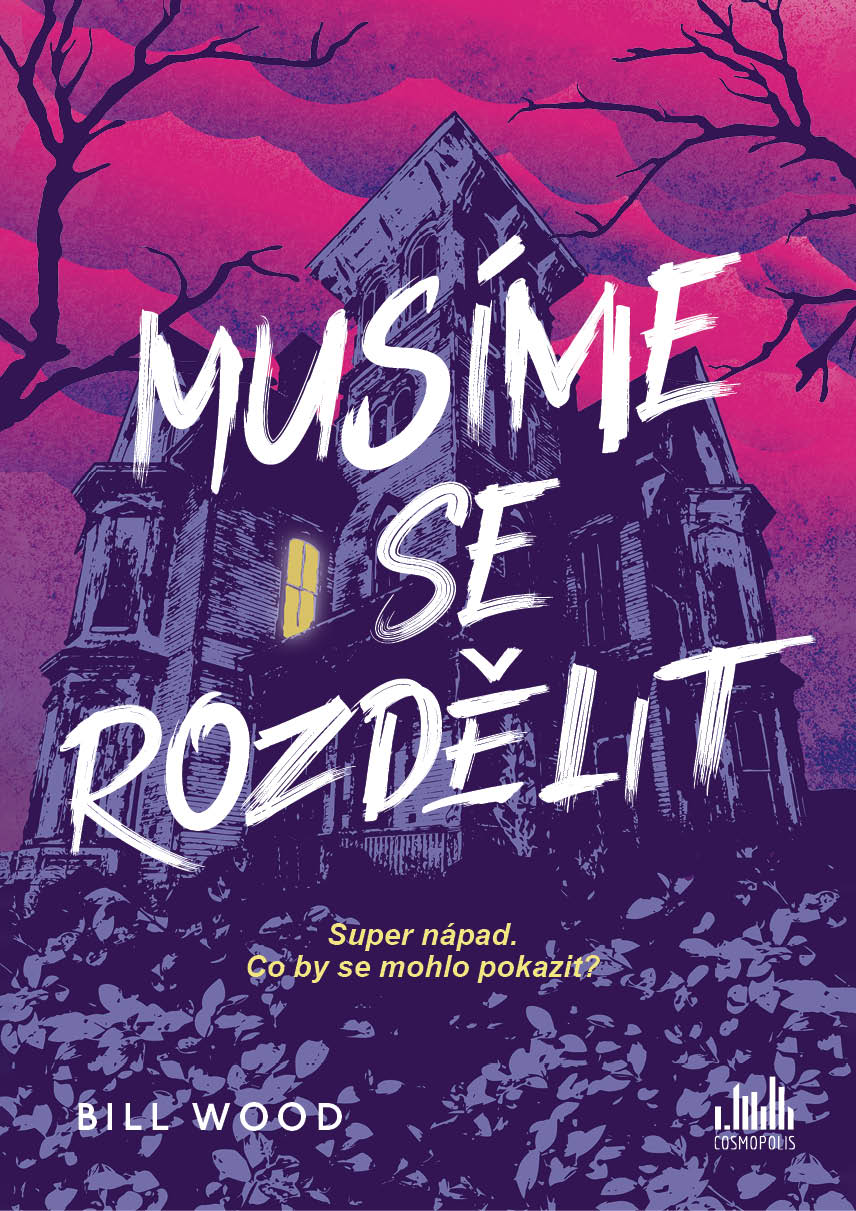 MUSÍME
SE
ROZDĚLIT
Super nápad.
Co by se mohlo pokazit?
BILL WOOD
COSMOPOLIS